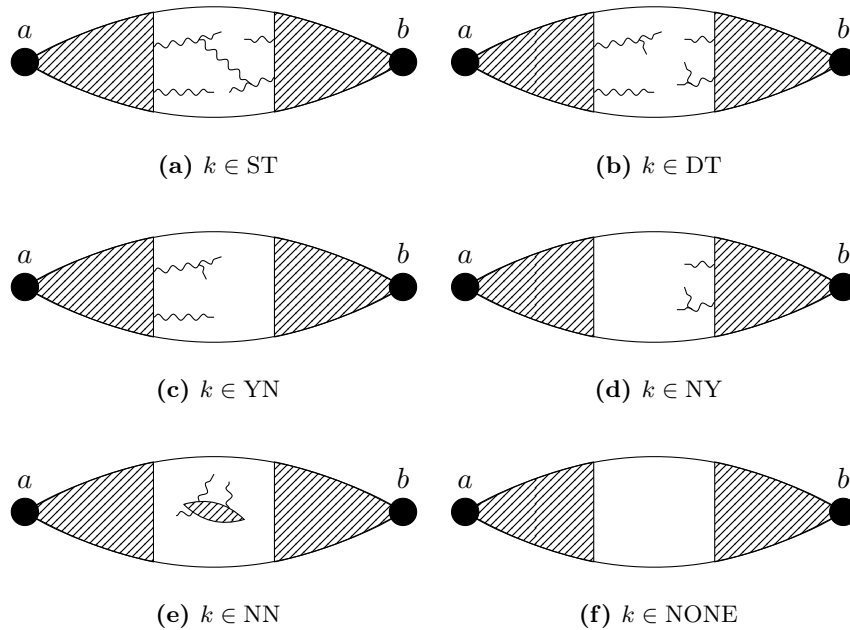 a b a b
(a) k ∈ ST (b) k ∈ DT
a b a b
(c) k ∈ YN (d) k ∈ NY
a b a b
(e) k ∈ NN (f) k ∈ NONE